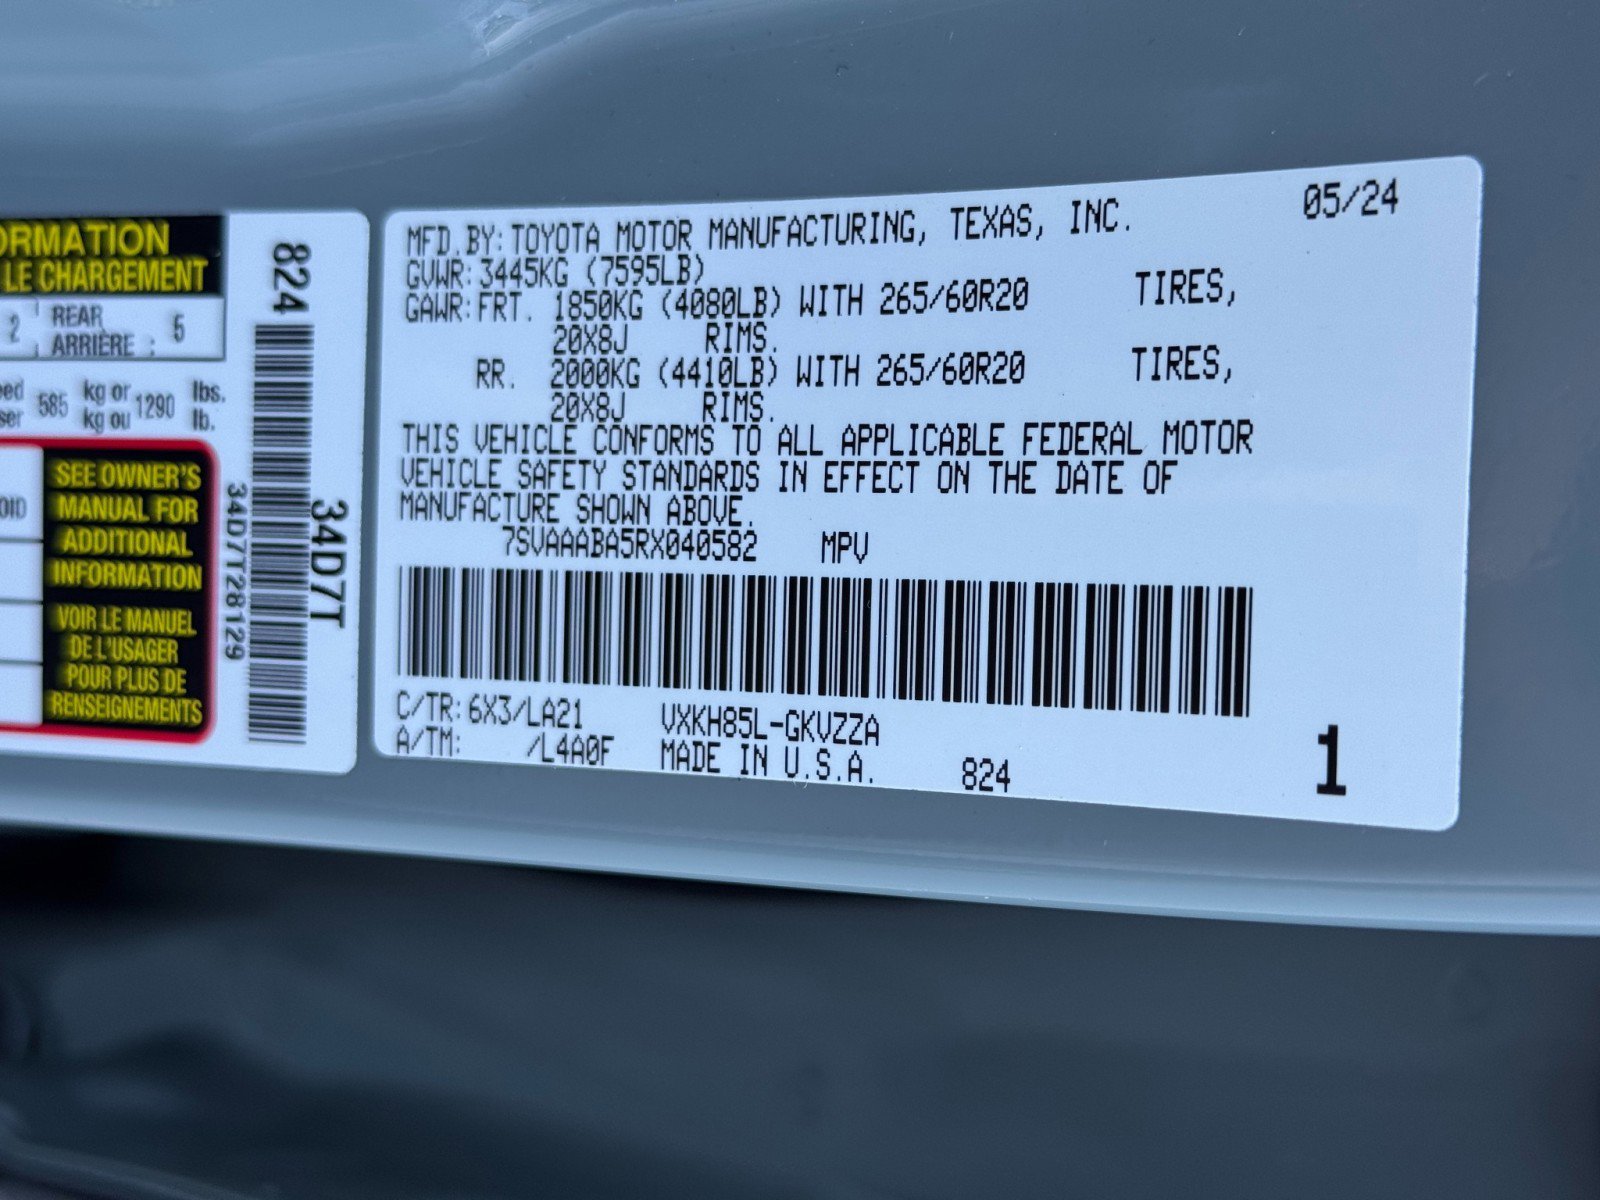 ORMATION
LE CHARGEMENT
2 REAR ARRIÈRE : 5
585 kg or kg ou 1290 lbs. lb.
SEE OWNER'S
MANUAL FOR
ADDITIONAL
INFORMATION
VOIR LE MANUEL
DE L'USAGER
POUR PLUS DE
RENSEIGNEMENTS
824
34D7T
34D7T28129
05/24
MFD.BY:TOYOTA MOTOR MANUFACTURING, TEXAS, INC.
GVWR:3445KG (7595LB)
GAWR:FRT. 1850KG (4080LB) WITH 265/60R20 TIRES,
20X8J RIMS.
RR. 2000KG (4410LB) WITH 265/60R20 TIRES,
20X8J RIMS.
THIS VEHICLE CONFORMS TO ALL APPLICABLE FEDERAL MOTOR
VEHICLE SAFETY STANDARDS IN EFFECT ON THE DATE OF
MANUFACTURE SHOWN ABOVE.
7SVAAABA5RX040582 MPV
C/TR:6X3/LA21 VXKH85L-GKVZZA
A/TM: /L4A0F MADE IN U.S.A. 824
1